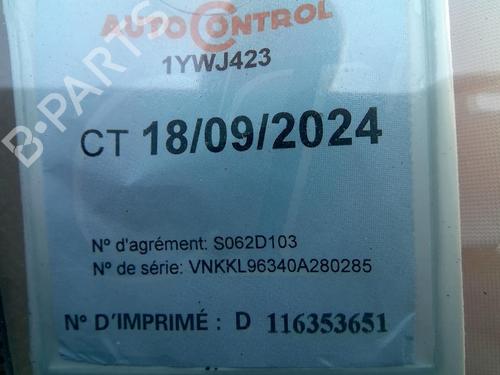 AUTOCONTROL
1YWJ423
CT 18/09/2024
N° d'agrément: S062D103
N° de série: VNKKL96340A280285
N° D'IMPRIMÉ : D 116353651
B-PARTS